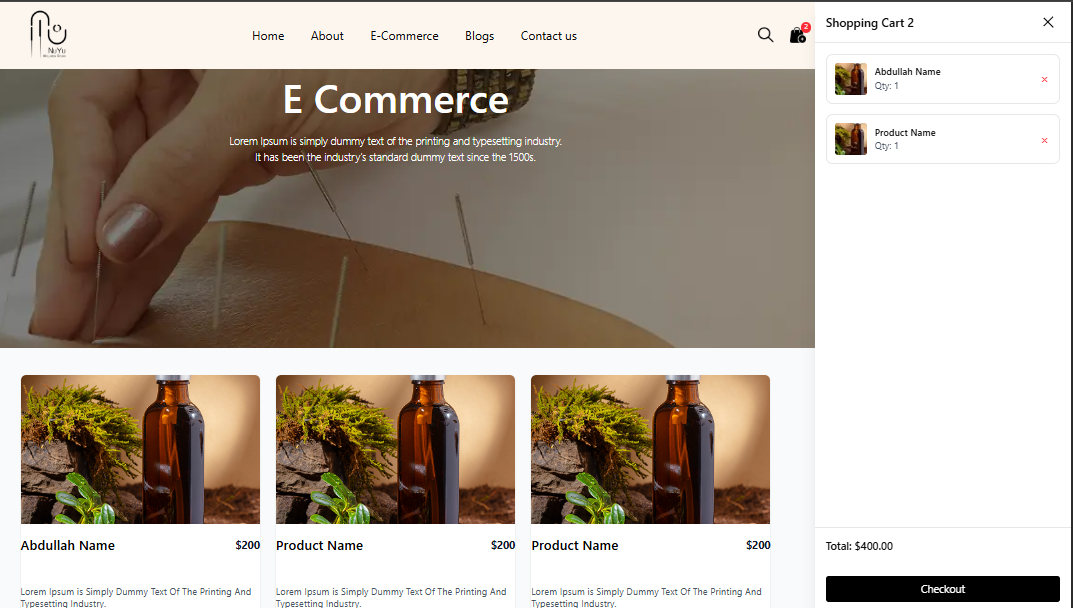 NuYu
Home
About
E-Commerce
Blogs
Contact us
2
Shopping Cart 2
Abdullah Name
Qty: 1
Product Name
Qty: 1
E Commerce
Lorem Ipsum is simply dummy text of the printing and typesetting industry.
It has been the industry's standard dummy text since the 1500s.
Abdullah Name
$200
Lorem Ipsum is Simply Dummy Text Of The Printing And
Typesetting Industry.
Product Name
$200
Lorem Ipsum is Simply Dummy Text Of The Printing And
Typesetting Industry.
Product Name
$200
Lorem Ipsum is Simply Dummy Text Of The Printing And
Typesetting Industry.
Total: $400.00
Checkout